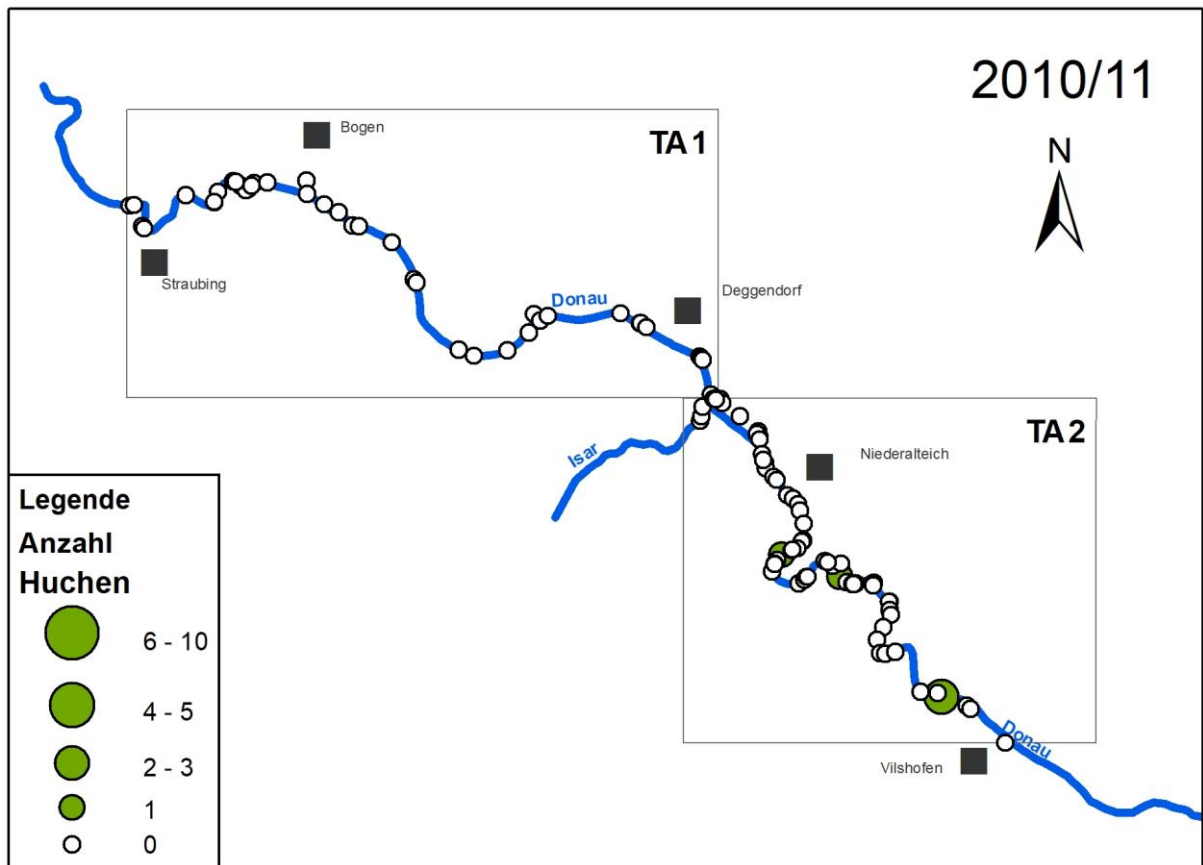 2010/11
N
Bogen
TA 1
Straubing
Donau
Deggendorf
TA 2
Isar
Niederalteich
Donau
Vilshofen
Legende
Anzahl
Huchen
6 - 10
4 - 5
2 - 3
1
0